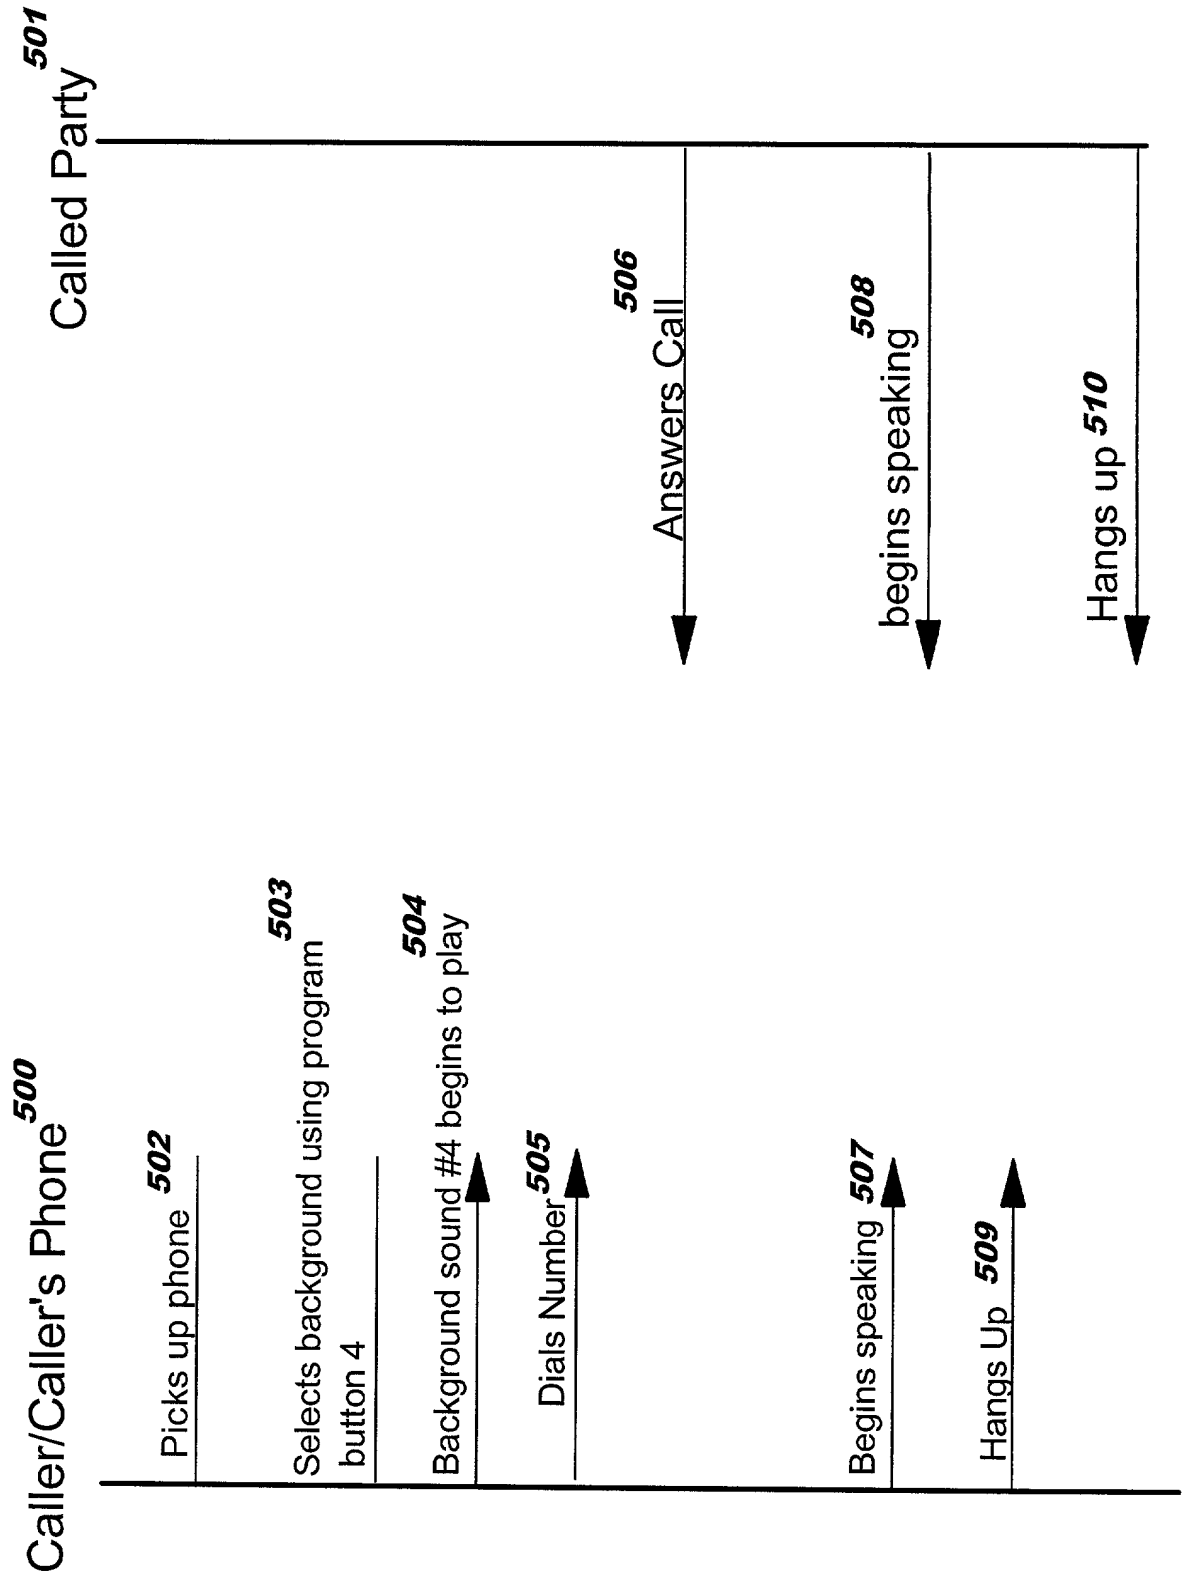 Caller/Caller's Phone 500
Called Party 501
Picks up phone 502
Selects background using program 503
button 4
Background sound #4 begins to play 504
Dials Number 505
Answers Call 506
Begins speaking 507
begins speaking 508
Hangs Up 509
Hangs up 510